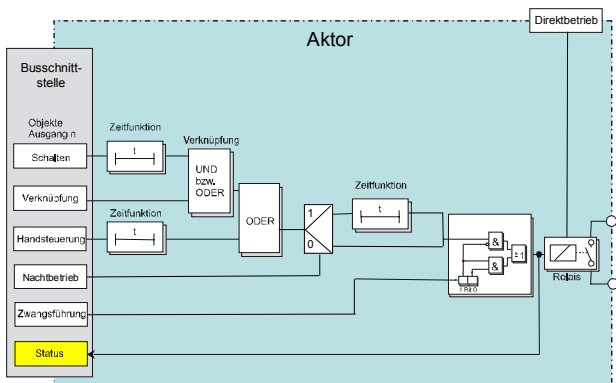 Direktbetrieb
Aktor
Busschnitt-
stelle
Objekte
Ausgang n
Zeitfunktion
Verknüpfung
Schalten
t
UND
bzw.
ODER
Verknüpfung
Zeitfunktion
ODER
Zeitfunktion
t
1
0
Handsteuerung
t
&
&
≥1
Relais
Nachtbetrieb
Zwangsführung
Status